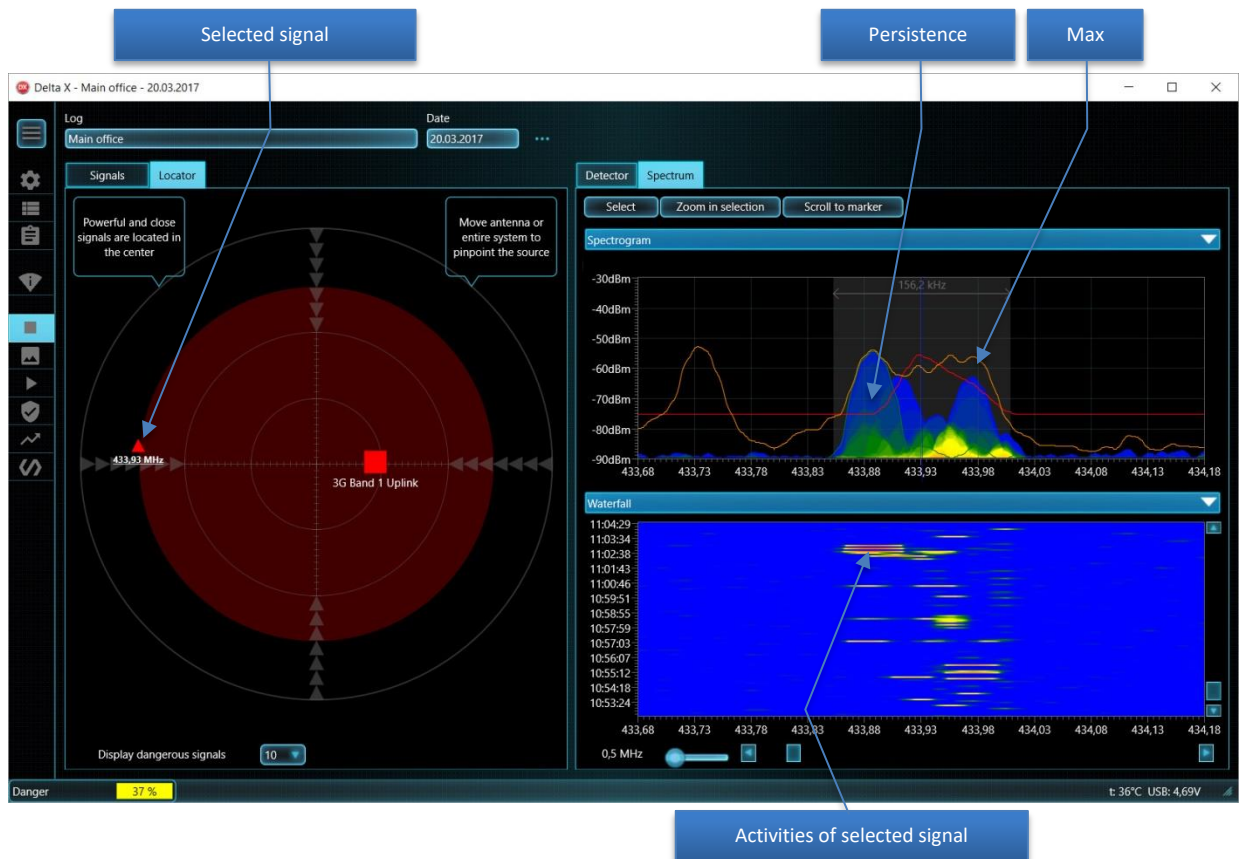 Selected signal
Persistence
Max
Delta X - Main office - 20.03.2017
Log
Date
Main office
20.03.2017
Signals
Locator
Powerful and close
signals are located in
the center
Move antenna or
entire system to
pinpoint the source
433,93 MHz
3G Band 1 Uplink
Display dangerous signals
10
Detector
Spectrum
Select
Zoom in selection
Scroll to marker
Spectrogram
156,2 kHz
-30dBm
-40dBm
-50dBm
-60dBm
-70dBm
-80dBm
-90dBm
433,68 433,73 433,78 433,83 433,88 433,93 433,98 434,03 434,08 434,13 434,18
Waterfall
11:04:29
11:03:34
11:02:38
11:01:43
11:00:46
10:59:51
10:58:55
10:57:59
10:57:03
10:56:07
10:55:12
10:54:18
10:53:24
433,68 433,73 433,78 433,83 433,88 433,93 433,98 434,03 434,08 434,13 434,18
0,5 MHz
Danger
37 %
t: 36°C USB: 4,69V
Activities of selected signal